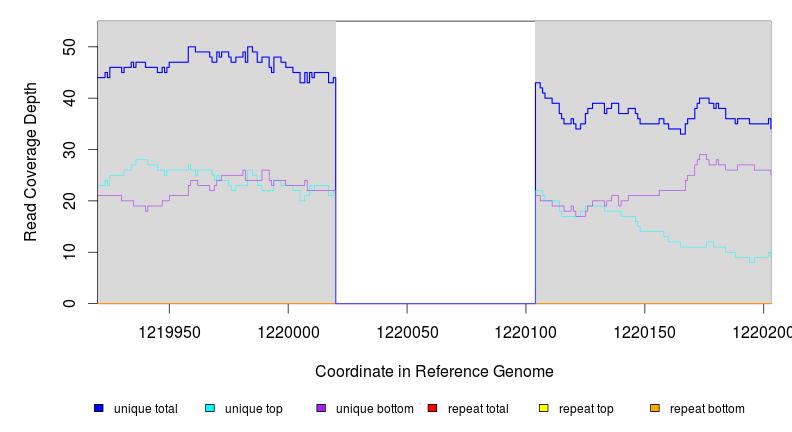 50
40
30
20
10
0
Read Coverage Depth
1219950 1220000 1220050 1220100 1220150 122020
Coordinate in Reference Genome
unique total unique top unique bottom repeat total repeat top repeat bottom